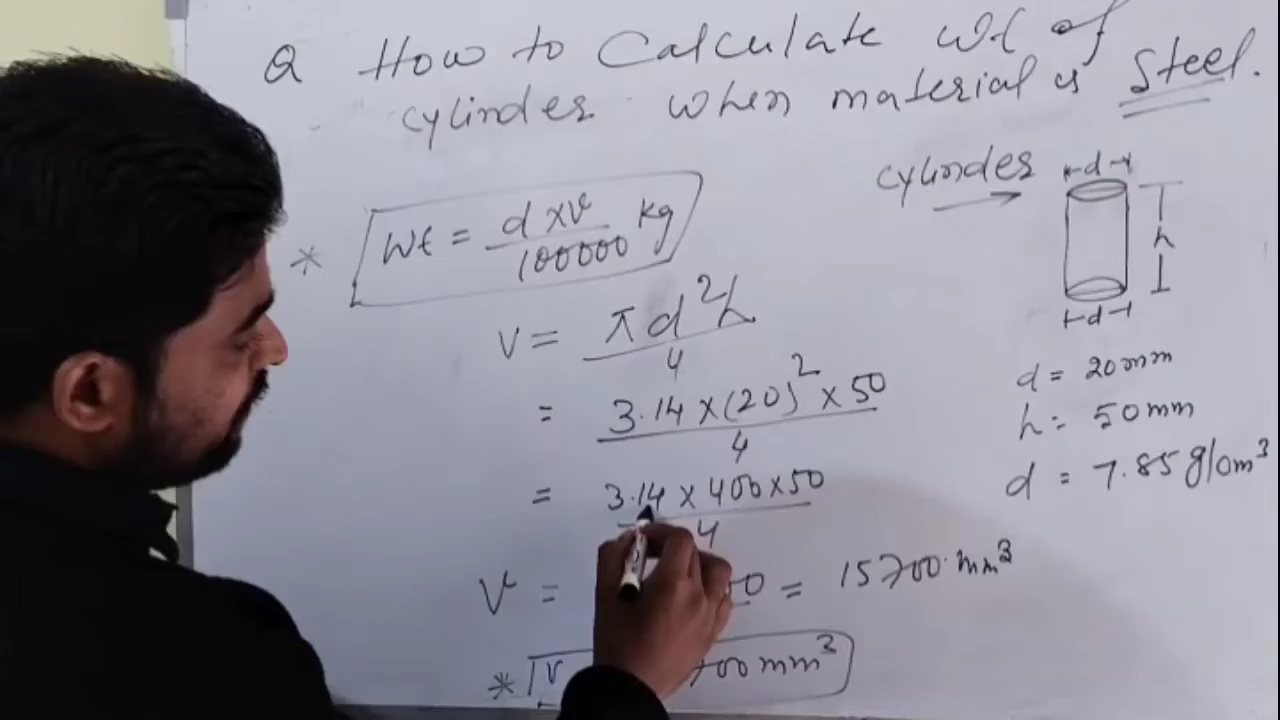 Q How to Calculate wt of
cylinder when material is Steel.
cylinder
d
h
d
* Wt = d x v / 100000 kg
V = πd²h / 4
= 3.14 x (20)² x 50 / 4
= 3.14 x 400 x 50 / 4
V = = 15700 mm³
* V 700 mm³
d = 20mm
h = 50mm
d = 7.85 g/cm³